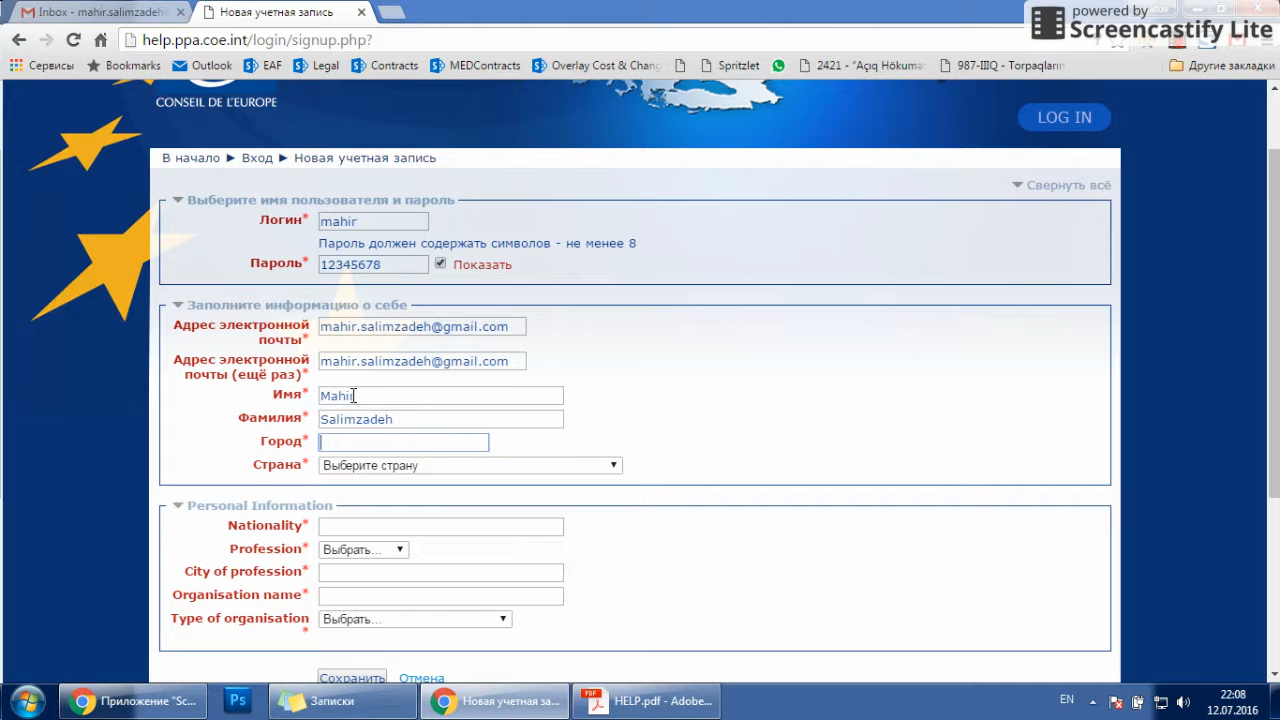 powered by
Screencastify Lite
Inbox - mahir.salimzadeh@
Новая учетная запись
help.ppa.coe.int/login/signup.php?
Сервисы Bookmarks Outlook EAF Legal Contracts MEDContracts Overlay Cost & Chang Spritzlet 2421 - "Açıq Hökum 987-IIIQ - Torpaqların Другие закладки
CONSEIL DE L'EUROPE
LOG IN
В начало ► Вход ► Новая учетная запись
Свернуть всё
Выберите имя пользователя и пароль
Логин* mahir
Пароль должен содержать символов - не менее 8
Пароль* 12345678 Показать
Заполните информацию о себе
Адрес электронной почты* mahir.salimzadeh@gmail.com
Адрес электронной почты (ещё раз)* mahir.salimzadeh@gmail.com
Имя* Mahir
Фамилия* Salimzadeh
Город*
Страна* Выберите страну
Personal Information
Nationality*
Profession* Выбрать...
City of profession*
Organisation name*
Type of organisation* Выбрать...
Сохранить Отмена
Приложение "Sc...
Ps
Записки
Новая учетная за...
HELP.pdf - Adobe...
EN
22:08
12.07.2016